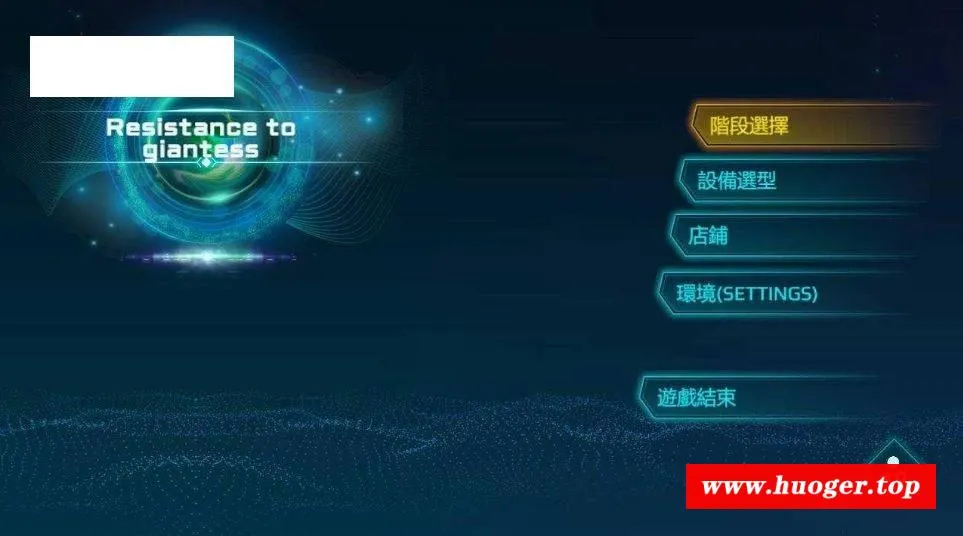 Resistance to
giantess
階段選擇
設備選型
店鋪
環境(SETTINGS)
遊戲結束
www.huoger.top